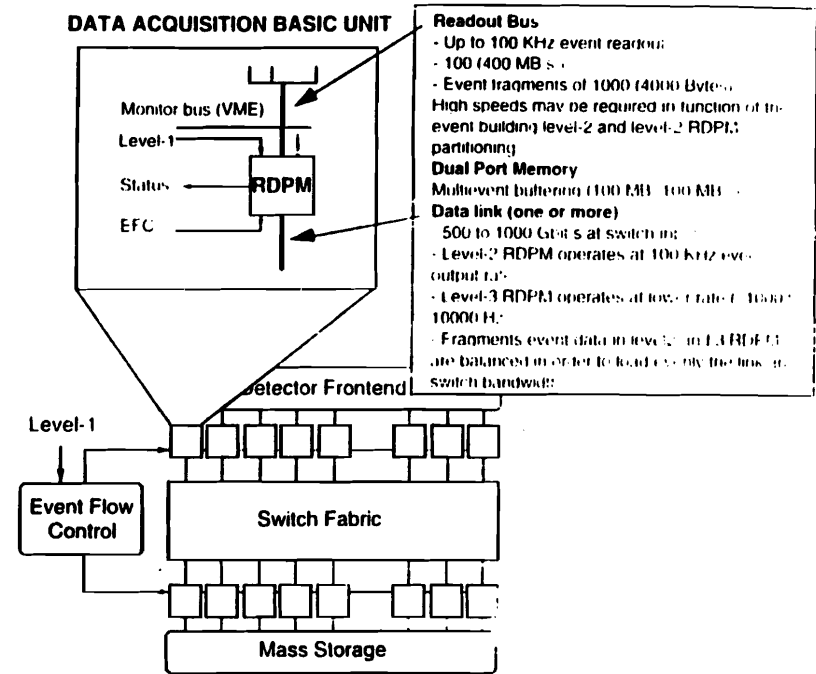 DATA ACQUISITION BASIC UNIT
Monitor bus (VME)
Level-1
Status
RDPM
EFC
Readout Bus
- Up to 100 KHz event readout
- 100 (400 MB s
- Event fragments of 1000 (4000 Bytes)
High speeds may be required in function of
event building level-2 and level-2 RDPM
partitioning
Dual Port Memory
Multievent buffering (100 MB 100 MB
Data link (one or more)
500 to 1000 Gbit s at switch
- Level-2 RDPM operates at 100 KHz
output
- Level-3 RDPM operates at lower rate 1000
10000 Hz
- Fragments event data in RDPM
are balanced in order to load the link
switch bandwidth
Detector Frontend
Level-1
Event Flow
Control
Switch Fabric
Mass Storage